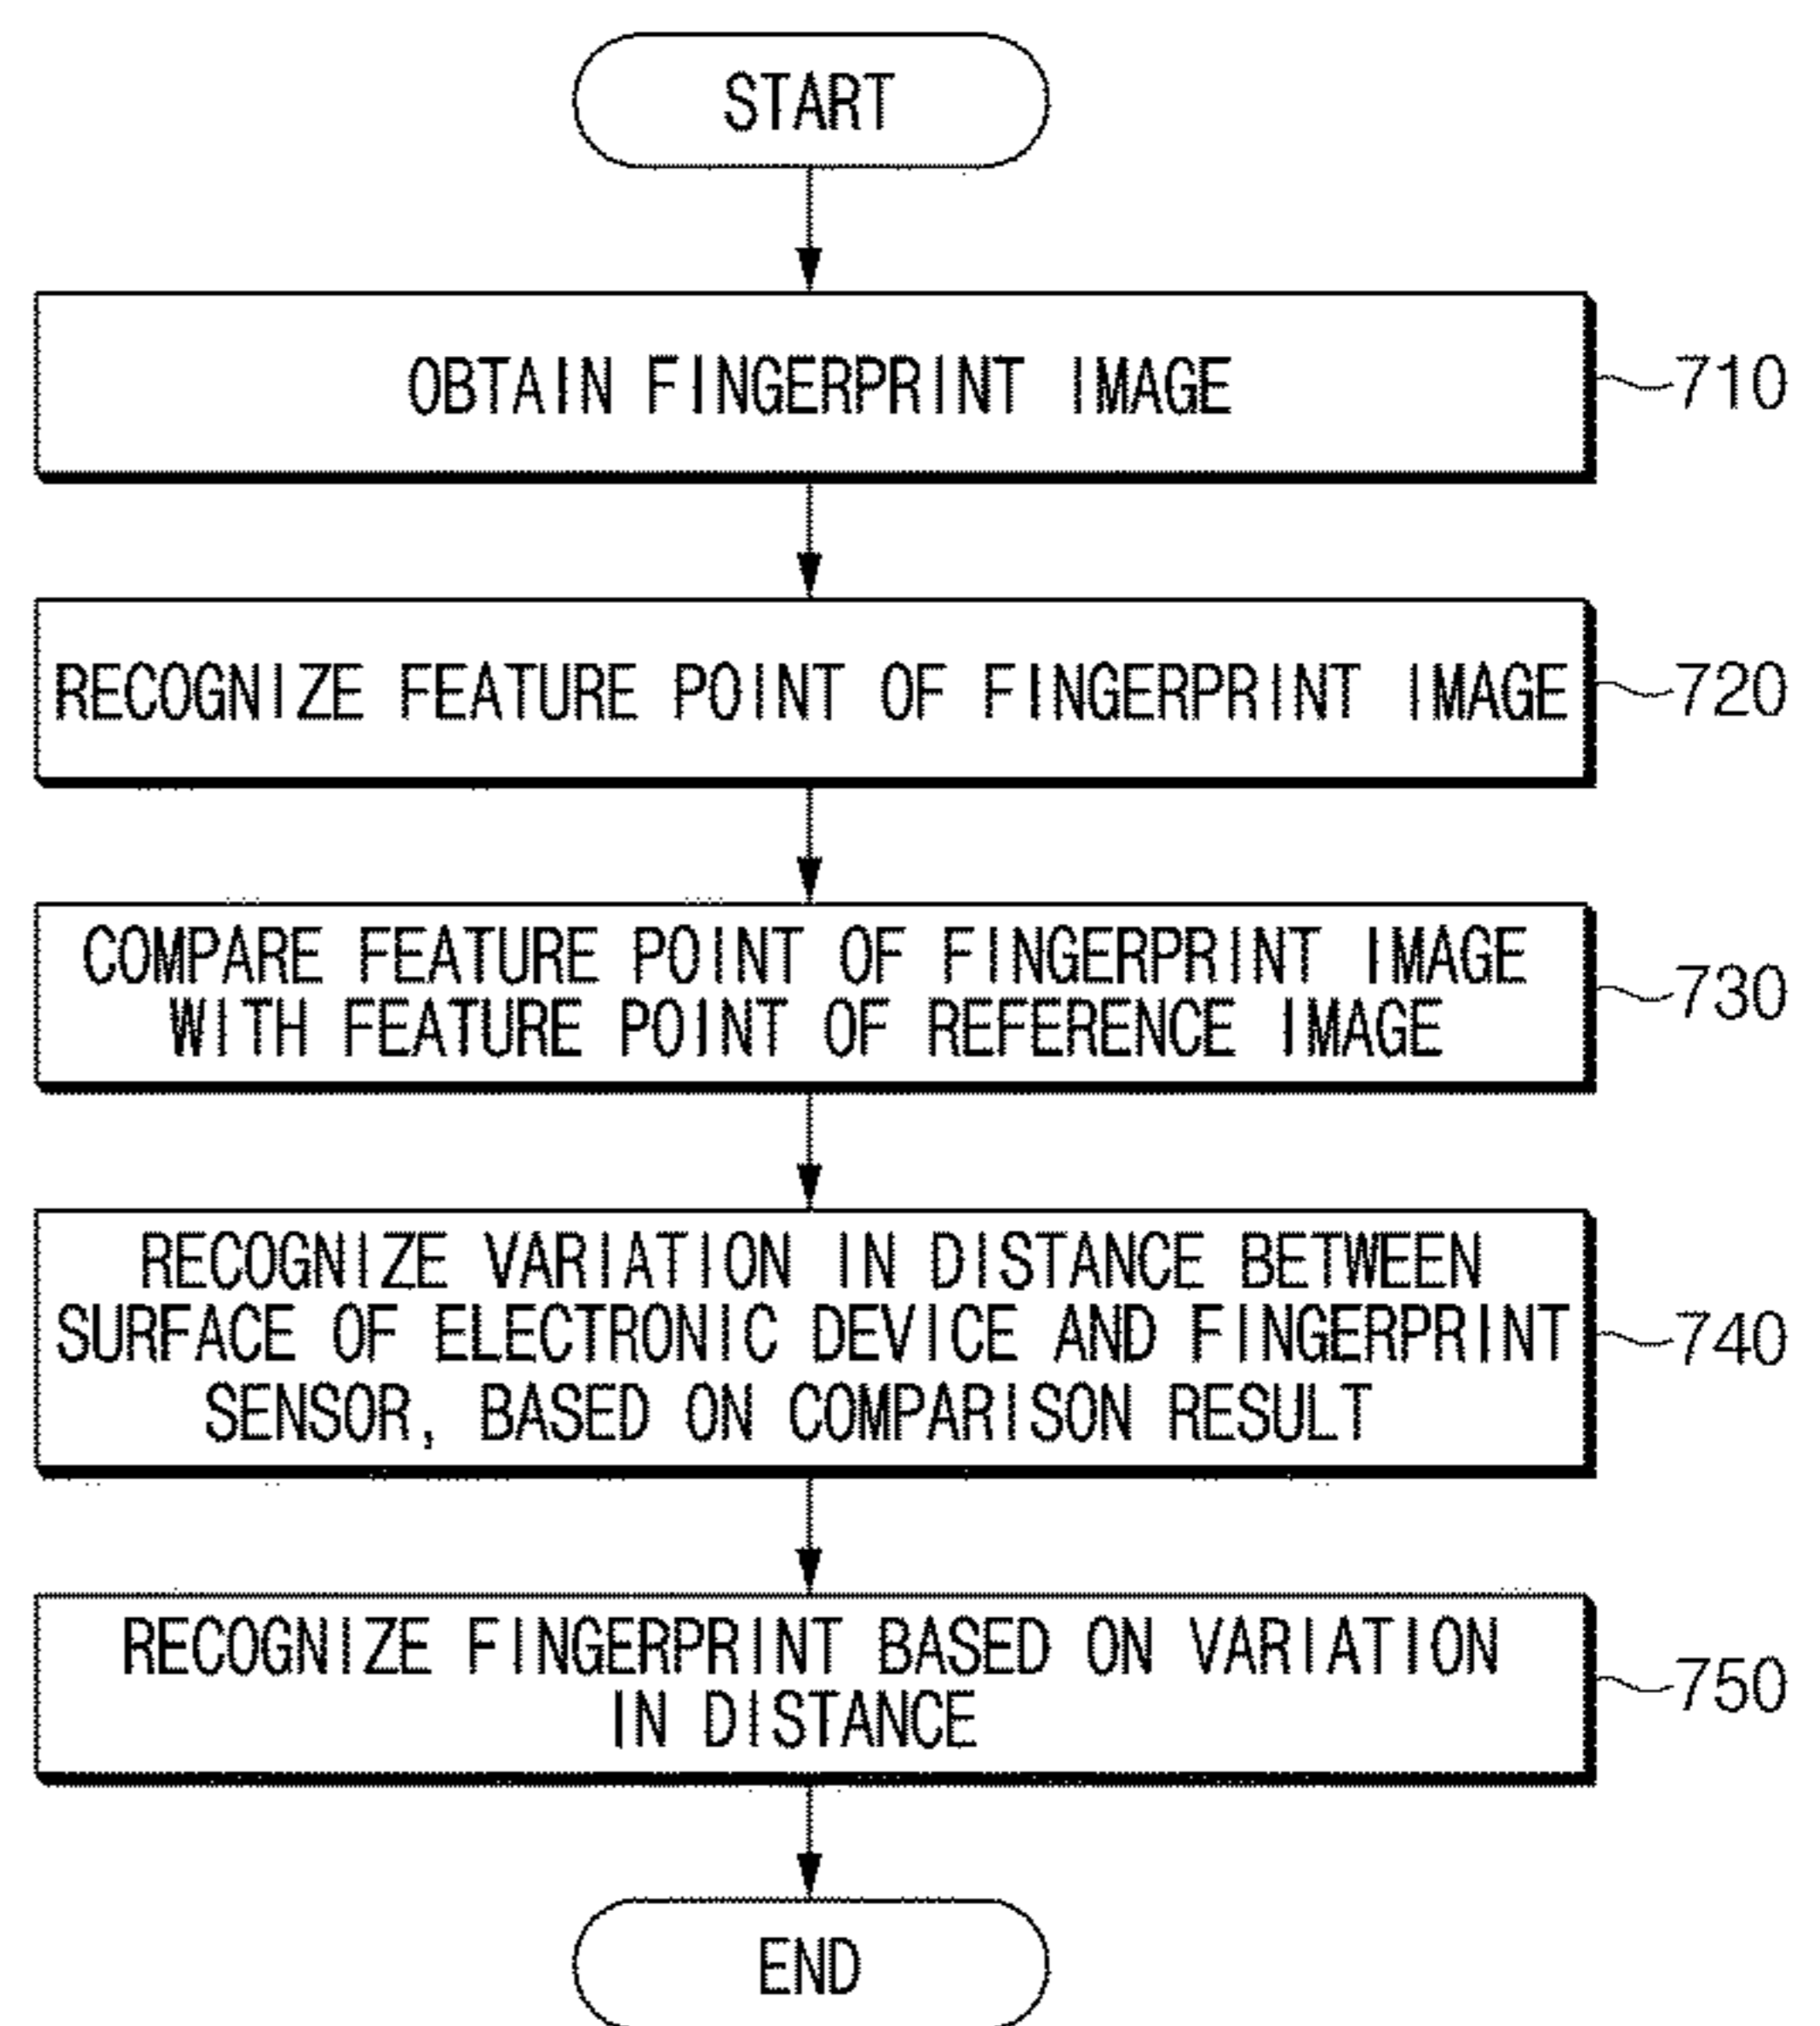 START
OBTAIN FINGERPRINT IMAGE
710
RECOGNIZE FEATURE POINT OF FINGERPRINT IMAGE
720
COMPARE FEATURE POINT OF FINGERPRINT IMAGE
WITH FEATURE POINT OF REFERENCE IMAGE
730
RECOGNIZE VARIATION IN DISTANCE BETWEEN
SURFACE OF ELECTRONIC DEVICE AND FINGERPRINT
SENSOR, BASED ON COMPARISON RESULT
740
RECOGNIZE FINGERPRINT BASED ON VARIATION
IN DISTANCE
750
END